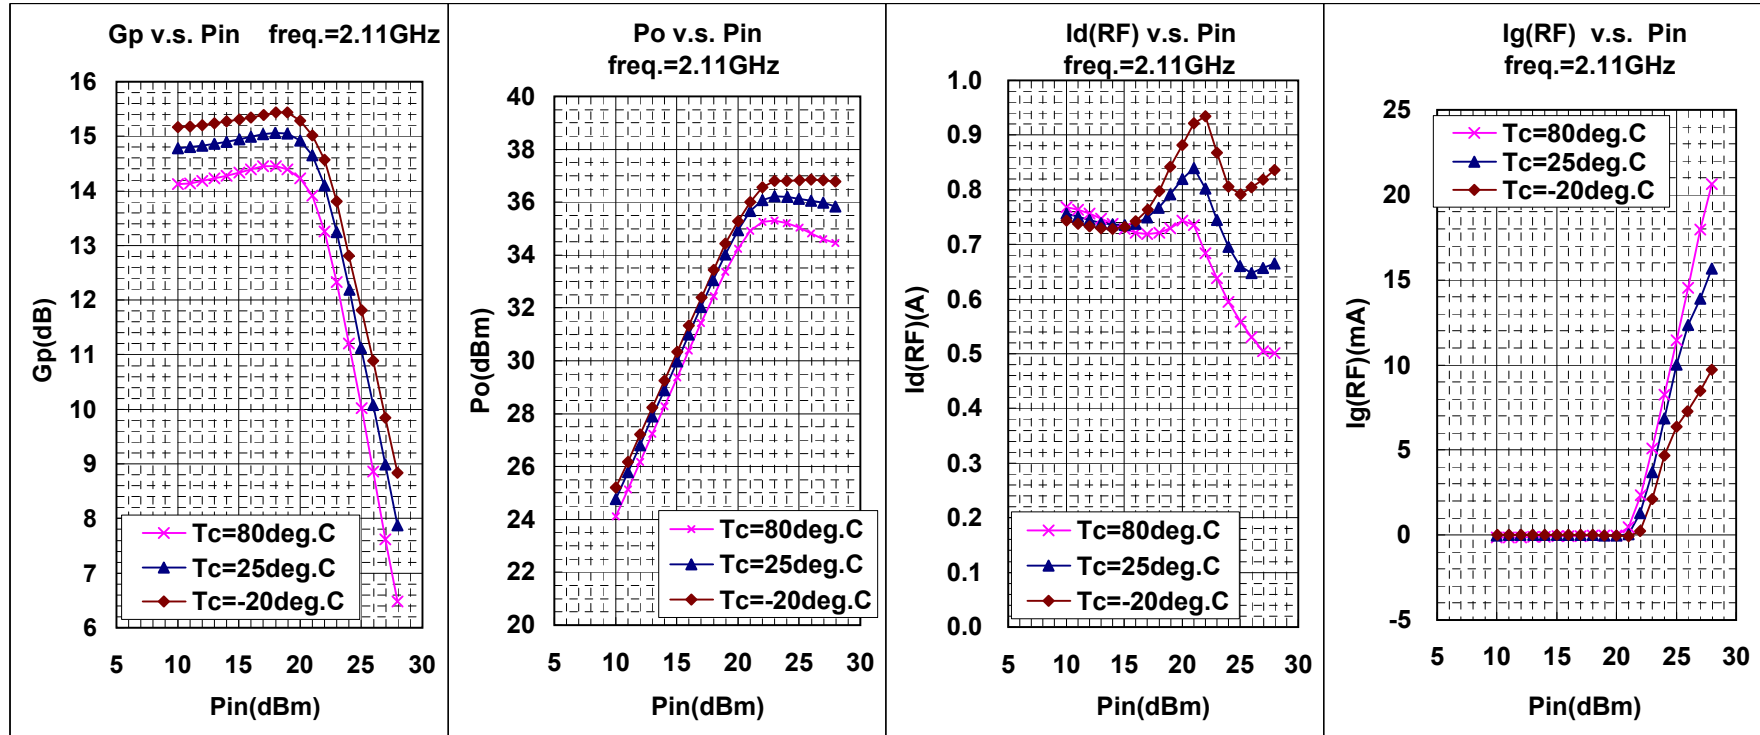 Gp v.s. Pin freq.=2.11GHz
16
15
14
13
12
11
10
9
8
7
6
Gp(dB)
Tc=80deg.C
Tc=25deg.C
Tc=-20deg.C
5 10 15 20 25 30
Pin(dBm)
Po v.s. Pin
freq.=2.11GHz
40
38
36
34
32
30
28
26
24
22
20
Po(dBm)
Tc=80deg.C
Tc=25deg.C
Tc=-20deg.C
5 10 15 20 25 30
Pin(dBm)
Id(RF) v.s. Pin
freq.=2.11GHz
1.0
0.9
0.8
0.7
0.6
0.5
0.4
0.3
0.2
0.1
0.0
Id(RF)(A)
Tc=80deg.C
Tc=25deg.C
Tc=-20deg.C
5 10 15 20 25 30
Pin(dBm)
Ig(RF) v.s. Pin
freq.=2.11GHz
25
20
15
10
5
0
-5
Ig(RF)(mA)
Tc=80deg.C
Tc=25deg.C
Tc=-20deg.C
5 10 15 20 25 30
Pin(dBm)